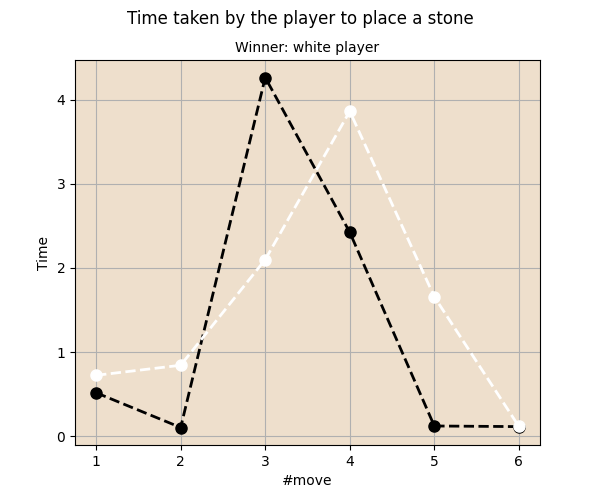 Time taken by the player to place a stone
Winner: white player
4
3
2
1
0
Time
1 2 3 4 5 6
#move